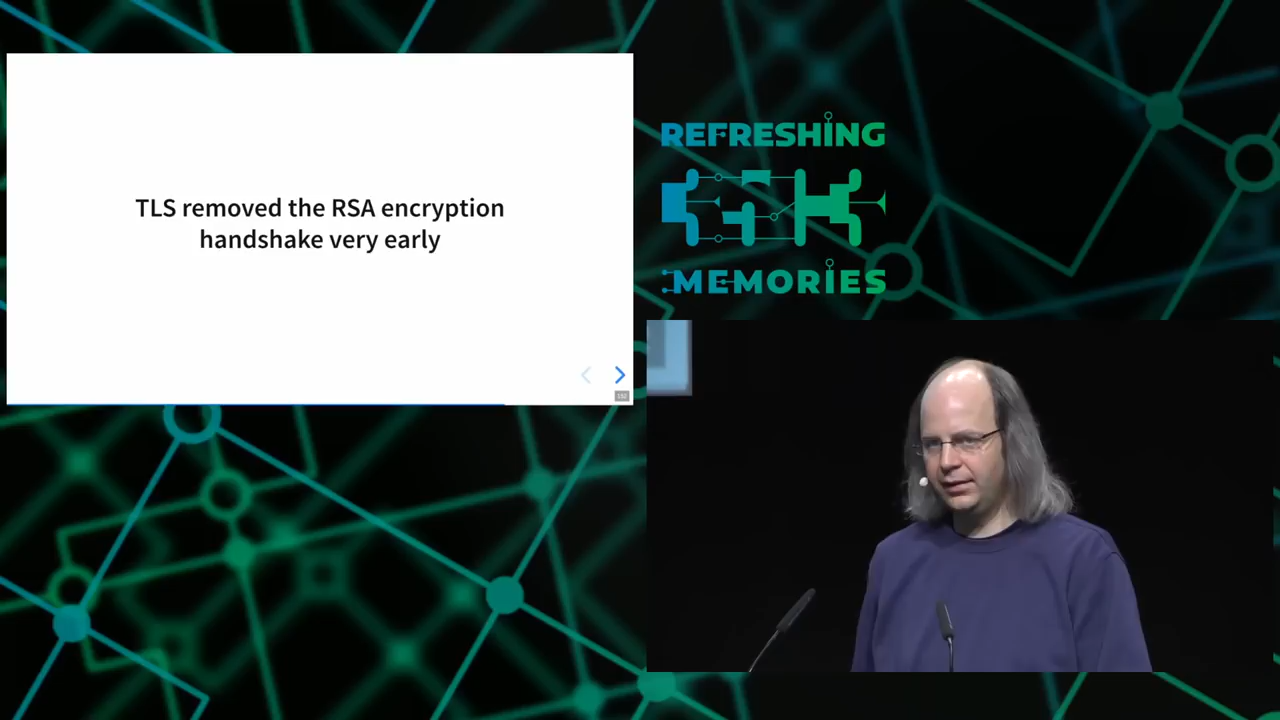 TLS removed the RSA encryption
handshake very early
REFRESHING
MEMORIES